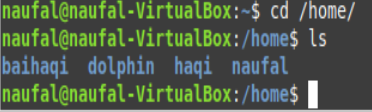 naufal@naufal-VirtualBox:~$ cd /home/
naufal@naufal-VirtualBox:/home$ ls
baihaqi  dolphin  haqi  naufal
naufal@naufal-VirtualBox:/home$